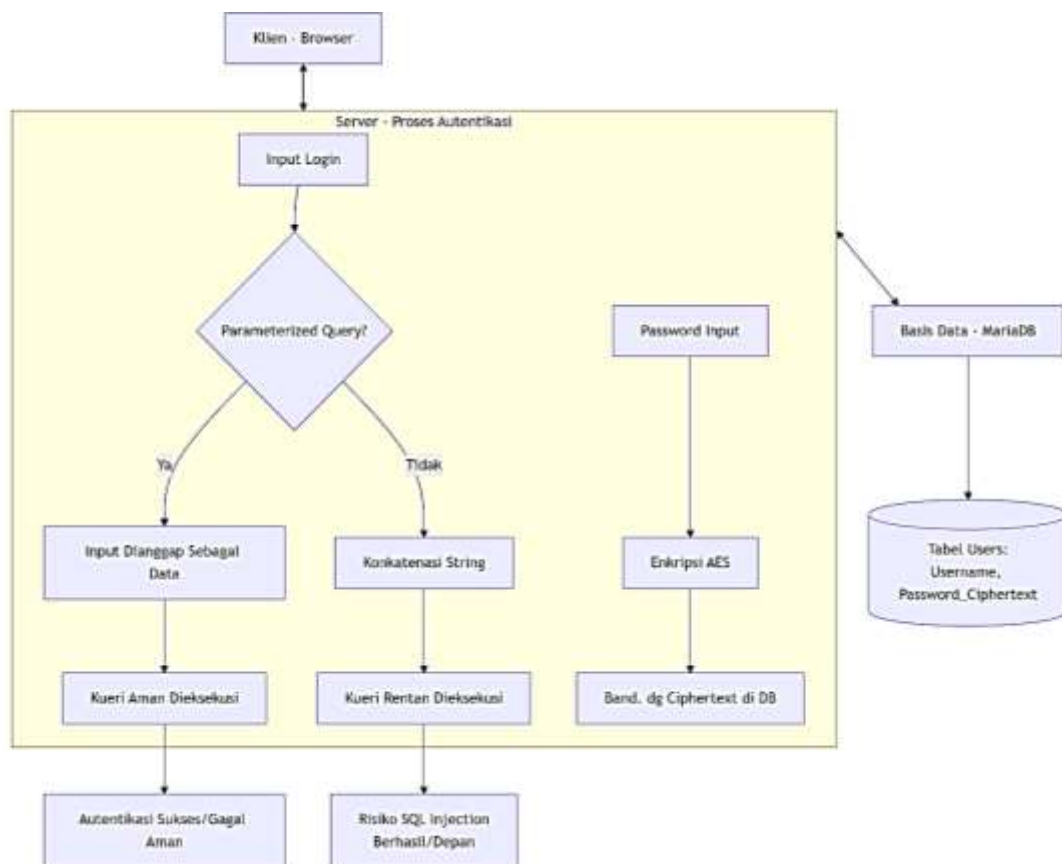 Klien - Browser
Server - Proses Autentikasi
Input Login
Parameterized Query?
Password Input
Basis Data - MariaDB
Ya
Tidak
Input Dianggap Sebagai
Data
Konkatenasi String
Enkripsi AES
Tabel Users:
Username,
Password_Ciphertext
Kueri Aman Dieksekusi
Kueri Rentan Dieksekusi
Band. dg Ciphertext di DB
Autentikasi Sukses/Gagal
Aman
Risiko SQL Injection
Berhasil/Depan